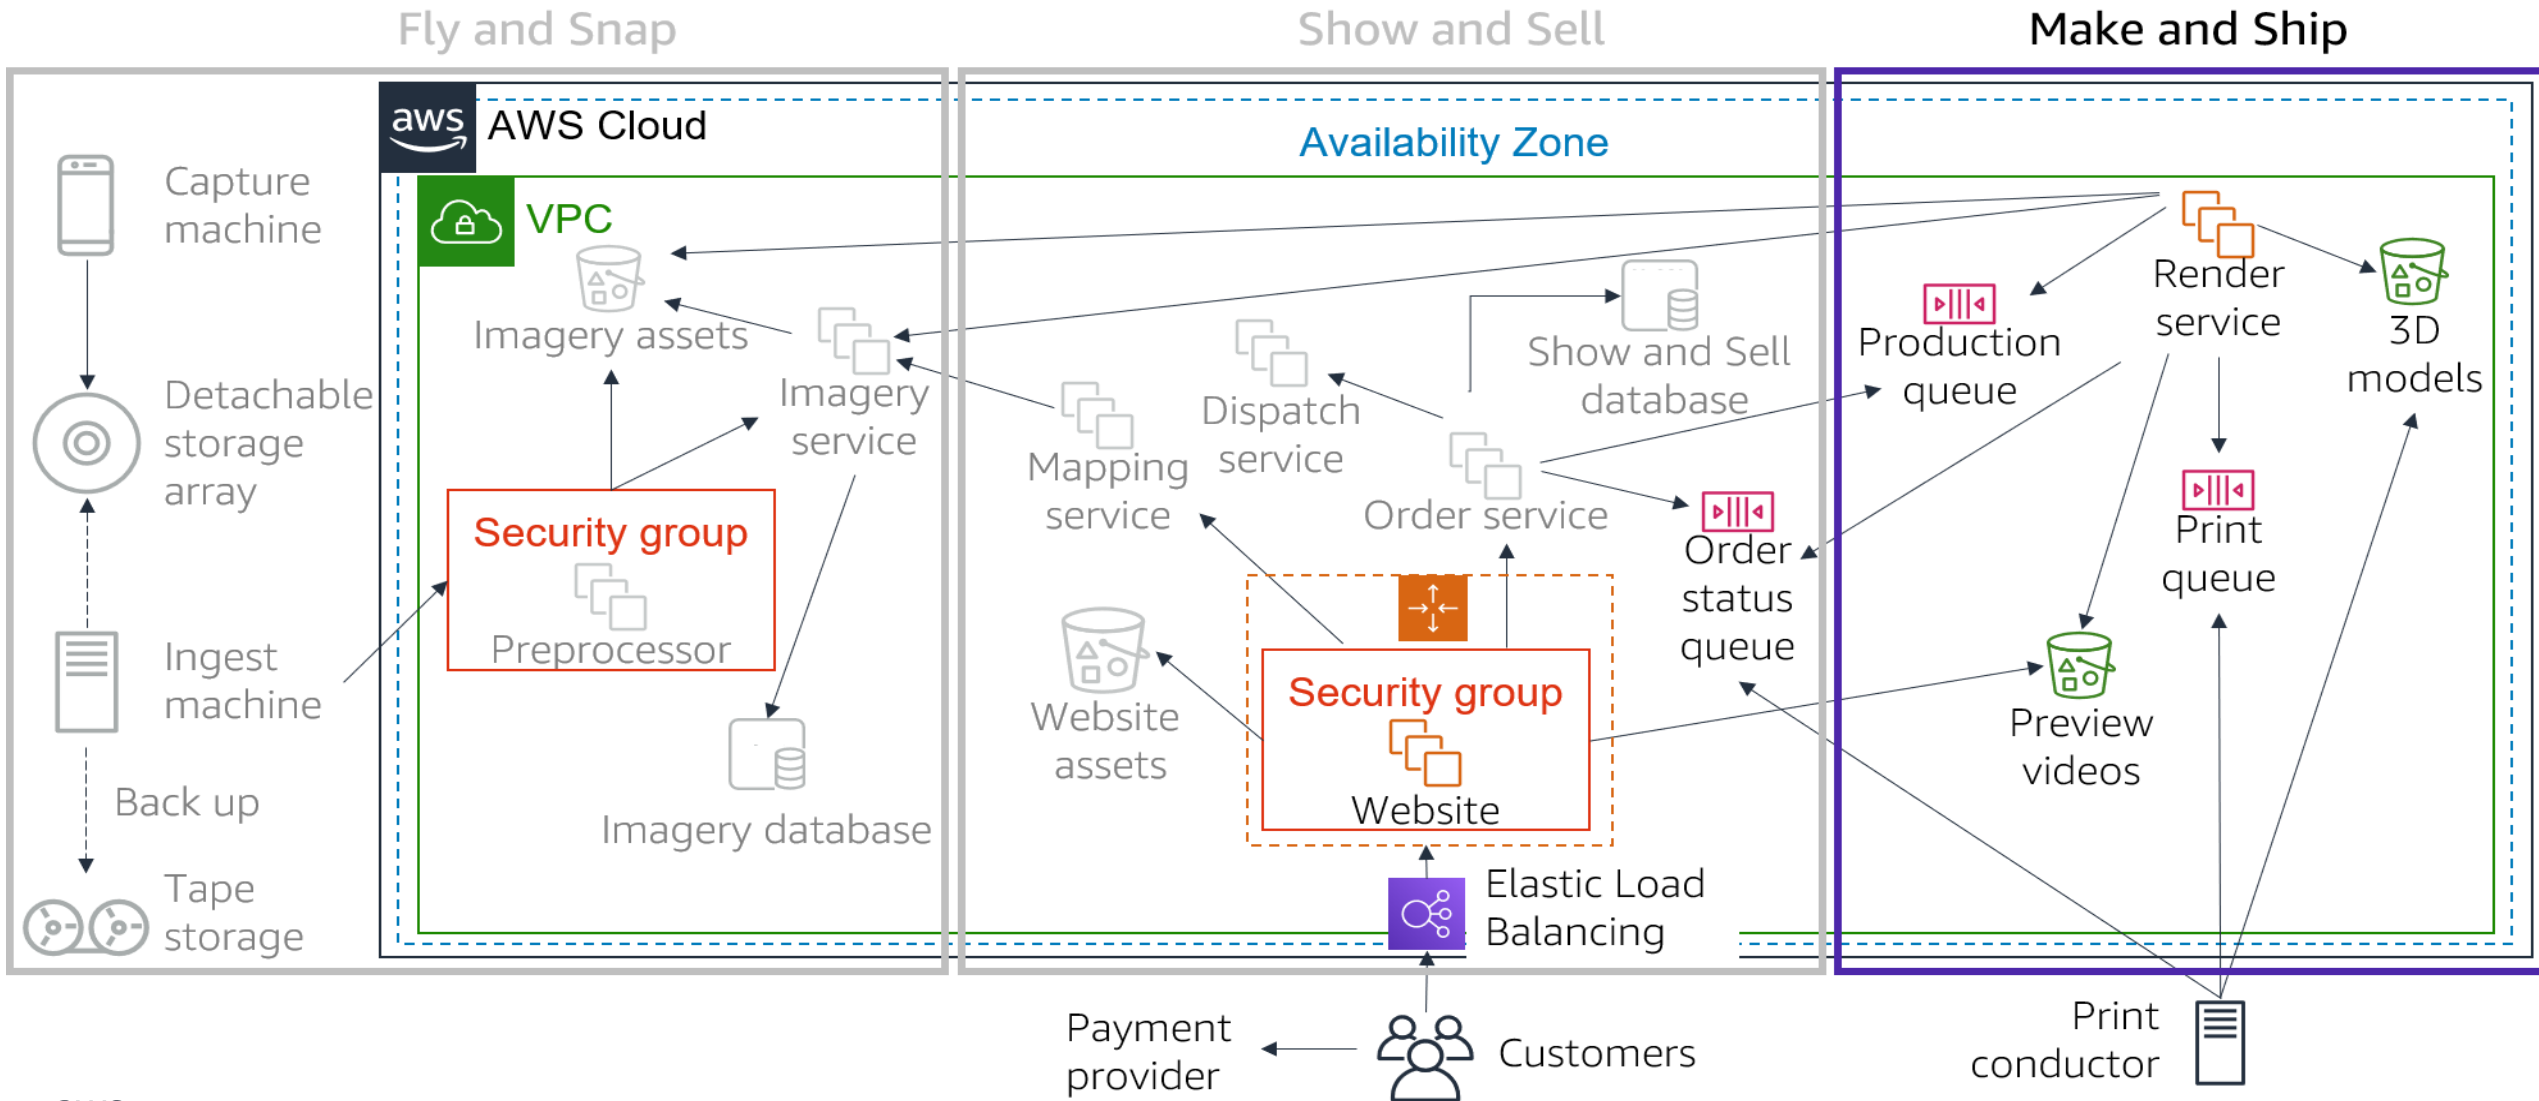 Fly and Snap
Show and Sell
Make and Ship
aws
AWS Cloud
Availability Zone
VPC
Capture
machine
Detachable
storage
array
Ingest
machine
Back up
Tape
storage
Imagery assets
Imagery
service
Security group
Preprocessor
Imagery database
Mapping
service
Dispatch
service
Show and Sell
database
Order service
Order
status
queue
Website
assets
Security group
Website
Elastic Load
Balancing
Production
queue
Render
service
3D
models
Print
queue
Preview
videos
Payment
provider
Customers
Print
conductor